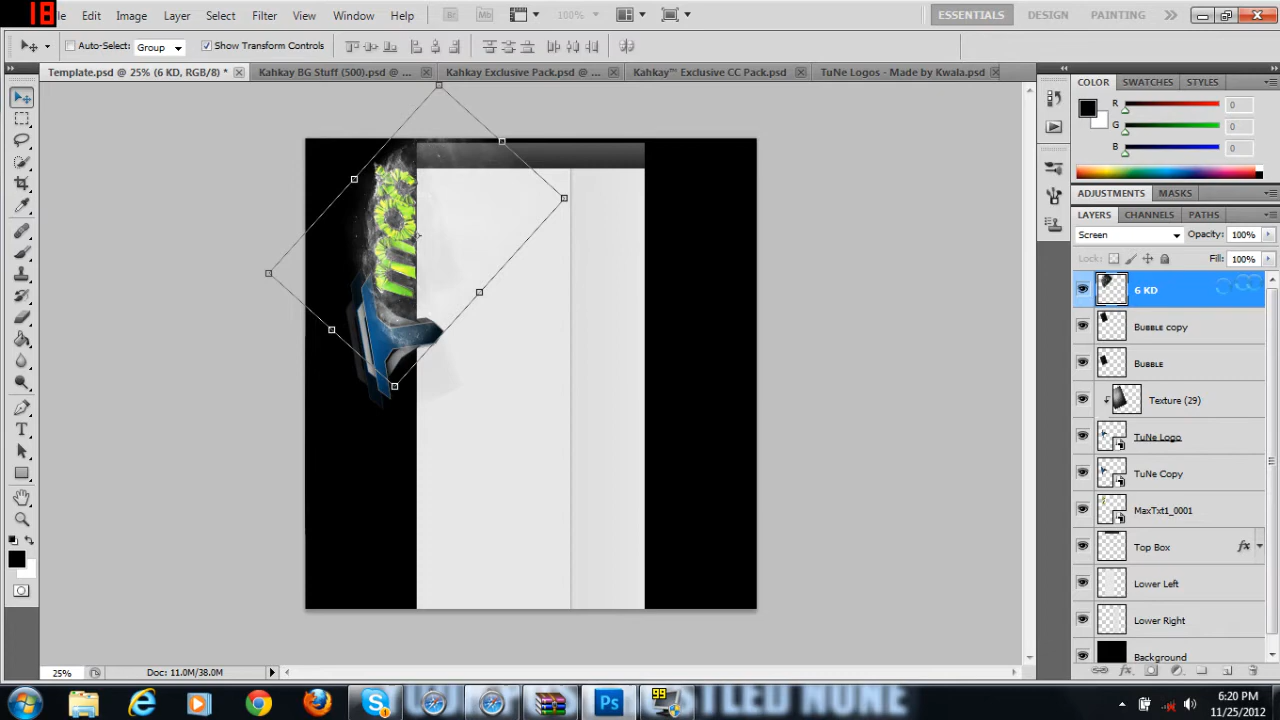 18
Edit Image Layer Select Filter View Window Help Br Mb 100% ESSENTIALS DESIGN PAINTING
Auto-Select: Group Show Transform Controls
Template.psd @ 25% (6 KD, RGB/8) * Kahkay BG Stuff (500).psd @ ... Kahkay Exclusive Pack.psd @ ... Kahkay™ Exclusive CC Pack.psd TuNe Logos - Made by Kwala.psd
COLOR SWATCHES STYLES
R 0
G 0
B 0
ADJUSTMENTS MASKS
LAYERS CHANNELS PATHS
Screen Opacity: 100%
Lock: Fill: 100%
6 KD
Bubble copy
Bubble
Texture (29)
TuNe Logo
TuNe Copy
MaxTxt1_0001
Top Box fx
Lower Left
Lower Right
Background
25% Doc: 11.0M/38.0M
Ps 99
6:20 PM
11/25/2012